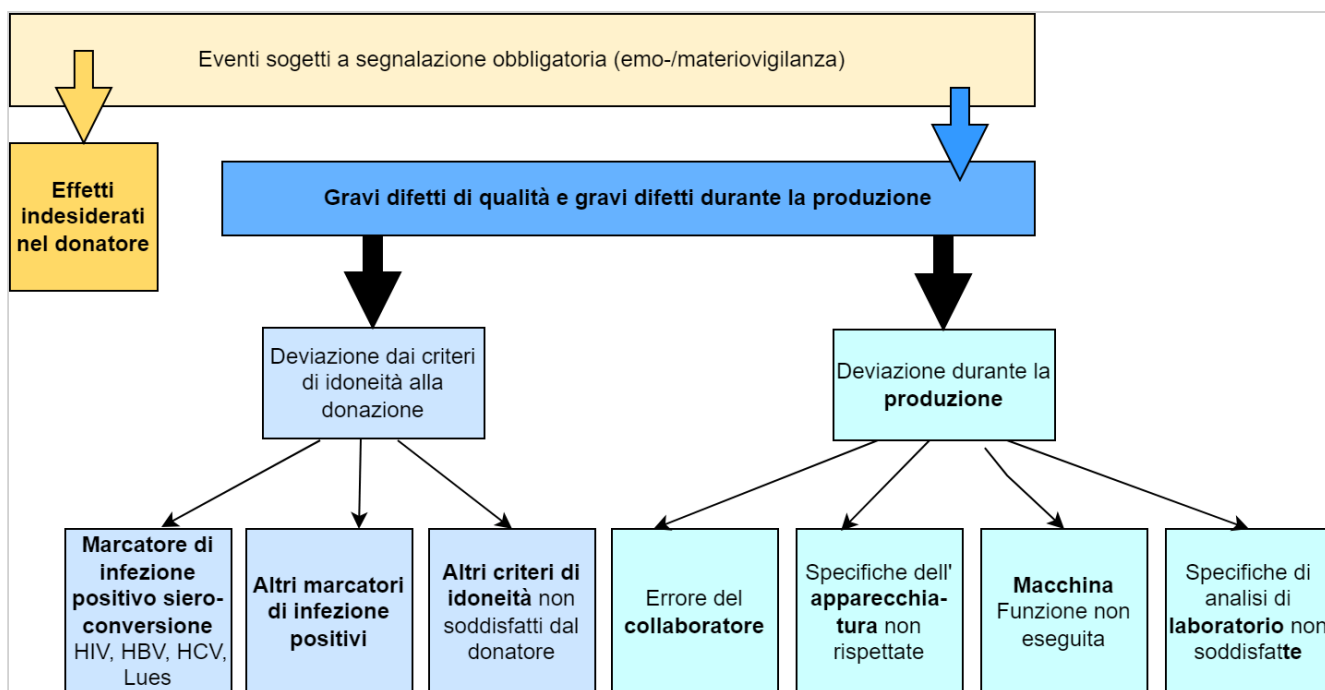 Eventi sogetti a segnalazione obbligatoria (emo-/materiovigilanza)
Effetti
indesiderati
nel donatore
Gravi difetti di qualità e gravi difetti durante la produzione
Deviazione dai criteri
di idoneità alla
donazione
Deviazione durante la
produzione
Marcatore di
infezione
positivo siero-
conversione
HIV, HBV, HCV,
Lues
Altri marcatori
di infezione
positivi
Altri criteri di
idoneità non
soddisfatti dal
donatore
Errore del
collaboratore
Specifiche dell'
apparecchia-
tura non
rispettate
Macchina
Funzione non
eseguita
Specifiche di
analisi di
laboratorio non
soddisfatte